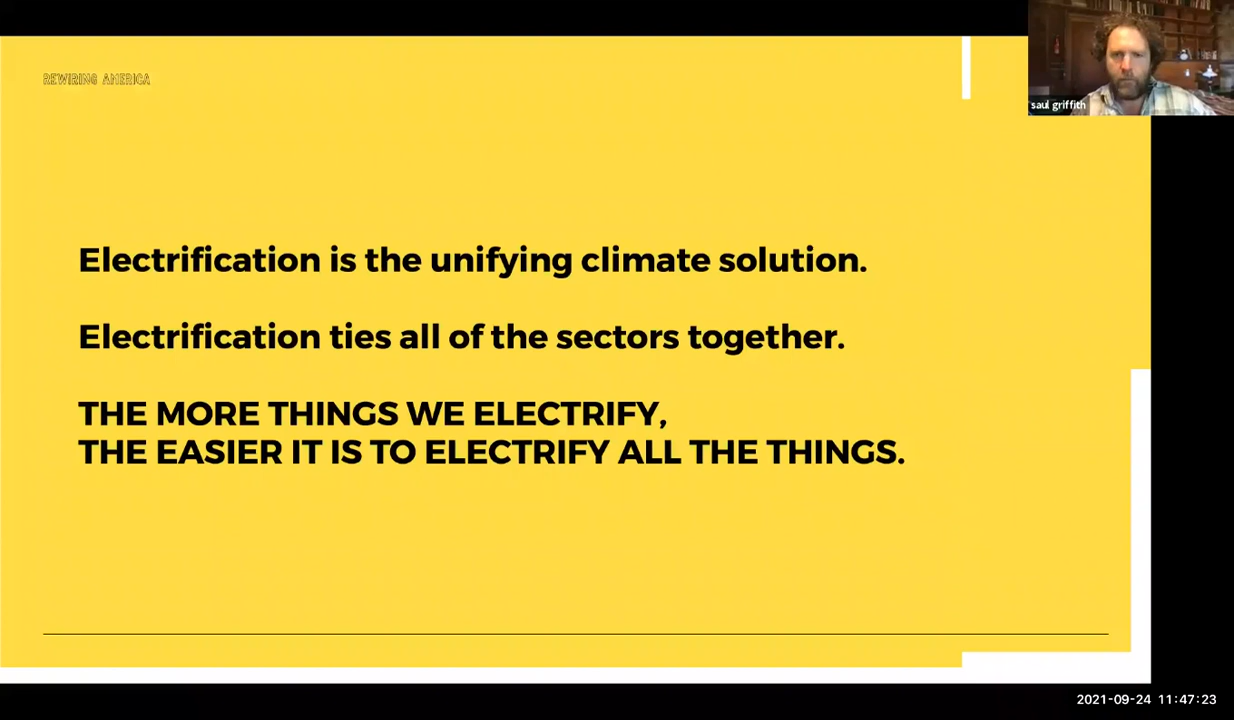 REWIRING AMERICA
saul griffith
Electrification is the unifying climate solution.
Electrification ties all of the sectors together.
THE MORE THINGS WE ELECTRIFY,
THE EASIER IT IS TO ELECTRIFY ALL THE THINGS.
2021-09-24 11:47:23